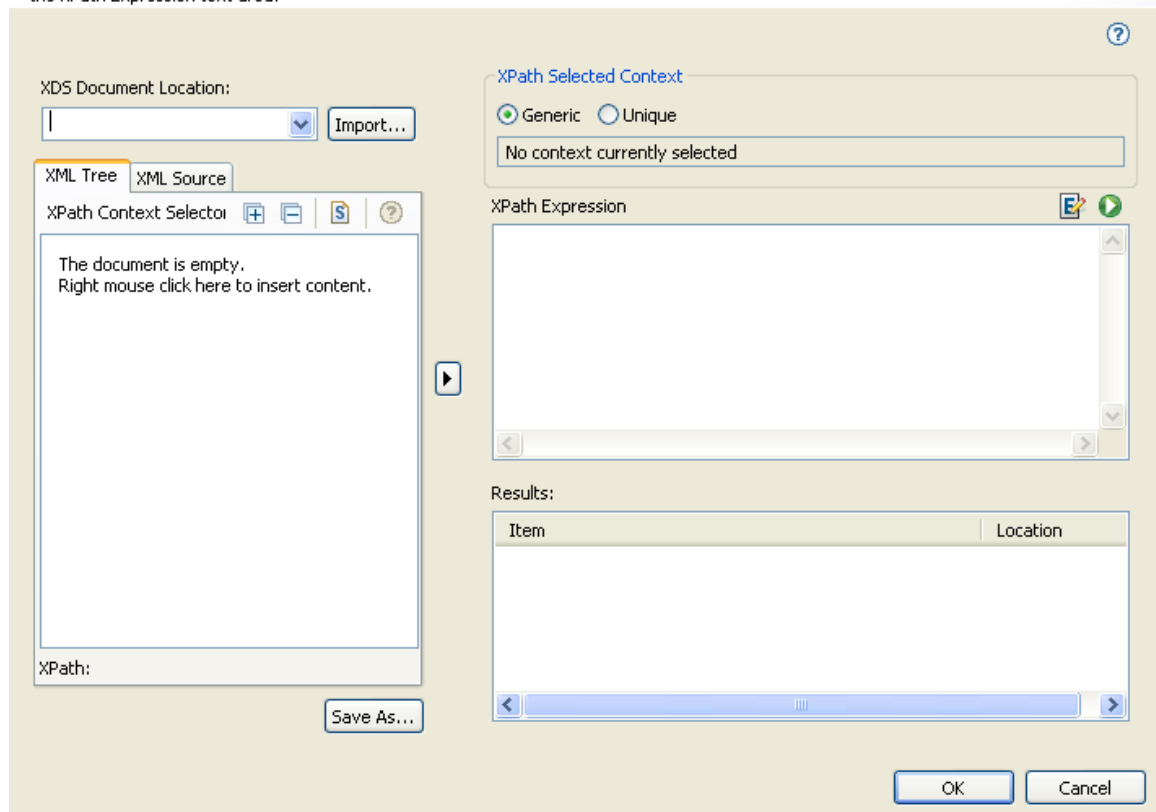 XDS Document Location:
Import...
XML Tree
XML Source
XPath Context Selector
The document is empty.
Right mouse click here to insert content.
XPath:
Save As...
XPath Selected Context
Generic
Unique
No context currently selected
XPath Expression
Results:
Item
Location
OK
Cancel